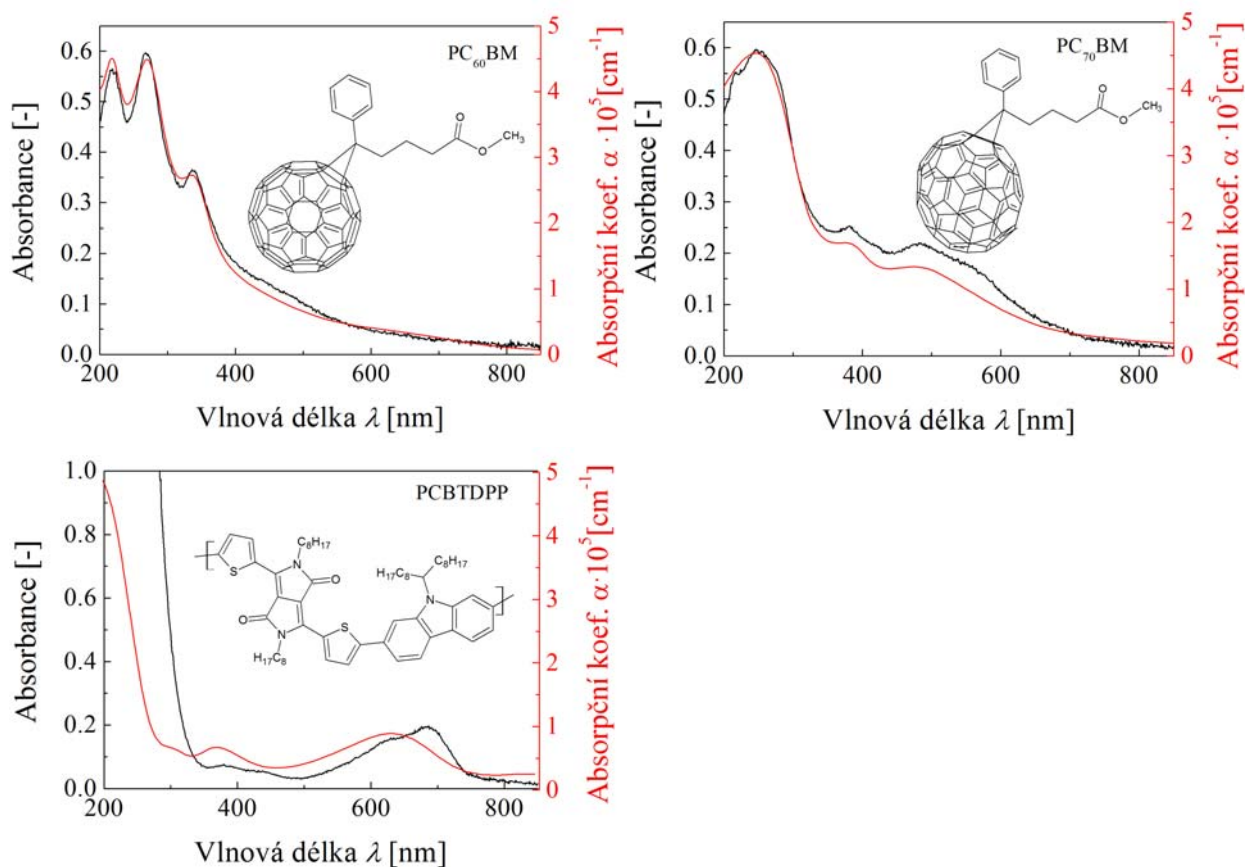 PC₆₀BM
0.6
0.5
0.4
0.3
0.2
0.1
0.0
Absorbance [-]
5
4
3
2
1
0
Absorpční koef. α·10⁵[cm⁻¹]
O
O
CH₃
200 400 600 800
Vlnová délka λ [nm]
PC₇₀BM
0.6
0.5
0.4
0.3
0.2
0.1
0.0
Absorbance [-]
5
4
3
2
1
0
Absorpční koef. α·10⁵[cm⁻¹]
O
O
CH₃
200 400 600 800
Vlnová délka λ [nm]
PCBTDPP
1.0
0.8
0.6
0.4
0.2
0.0
Absorbance [-]
5
4
3
2
1
0
Absorpční koef. α·10⁵[cm⁻¹]
C₈H₁₇
S
N
O
O
N
H₁₇C₈
S
C₈H₁₇
H₁₇C₈
N
200 400 600 800
Vlnová délka λ [nm]